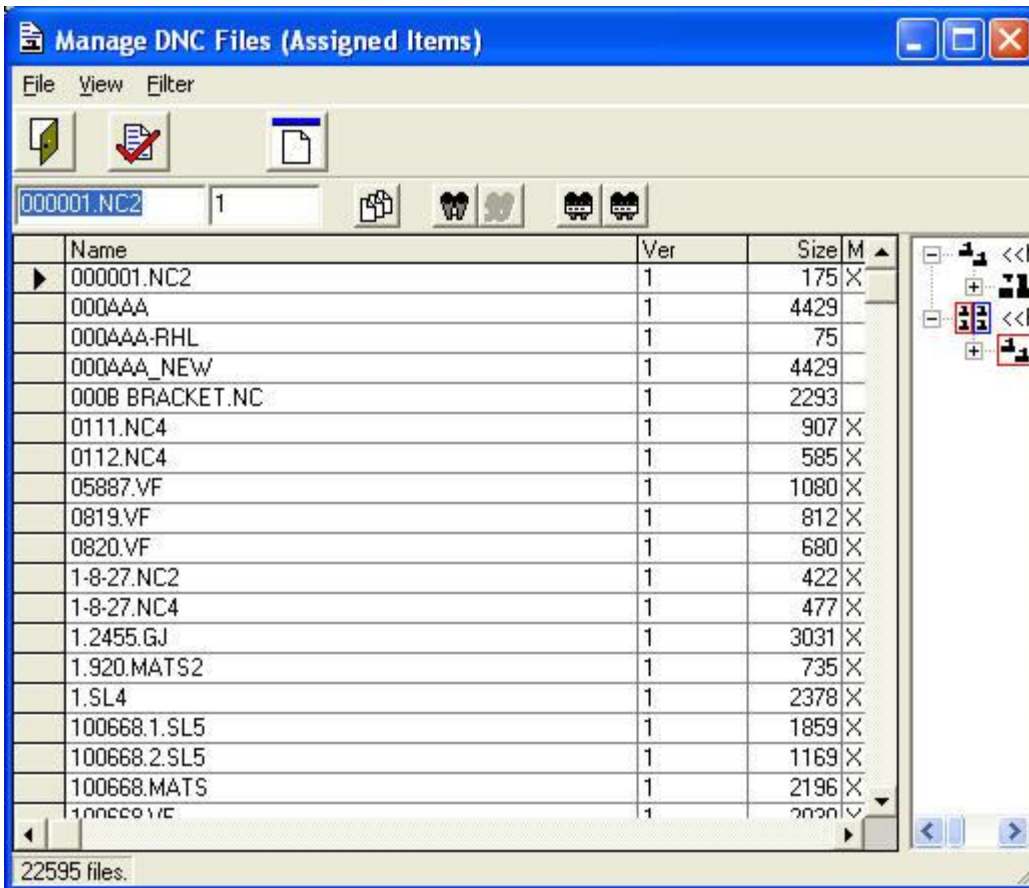 Manage DNC Files (Assigned Items)
File View Filter
000001.NC2 1
Name Ver Size M
000001.NC2 1 175 X
000AAA 1 4429
000AAA-RHL 1 75
000AAA_NEW 1 4429
000B BRACKET.NC 1 2293
0111.NC4 1 907 X
0112.NC4 1 585 X
05887.VF 1 1080 X
0819.VF 1 812 X
0820.VF 1 680 X
1-8-27.NC2 1 422 X
1-8-27.NC4 1 477 X
1.2455.GJ 1 3031 X
1.920.MATS2 1 735 X
1.SL4 1 2378 X
100668.1.SL5 1 1859 X
100668.2.SL5 1 1169 X
100668.MATS 1 2196 X
100668.VF 1 2030 X
22595 files.